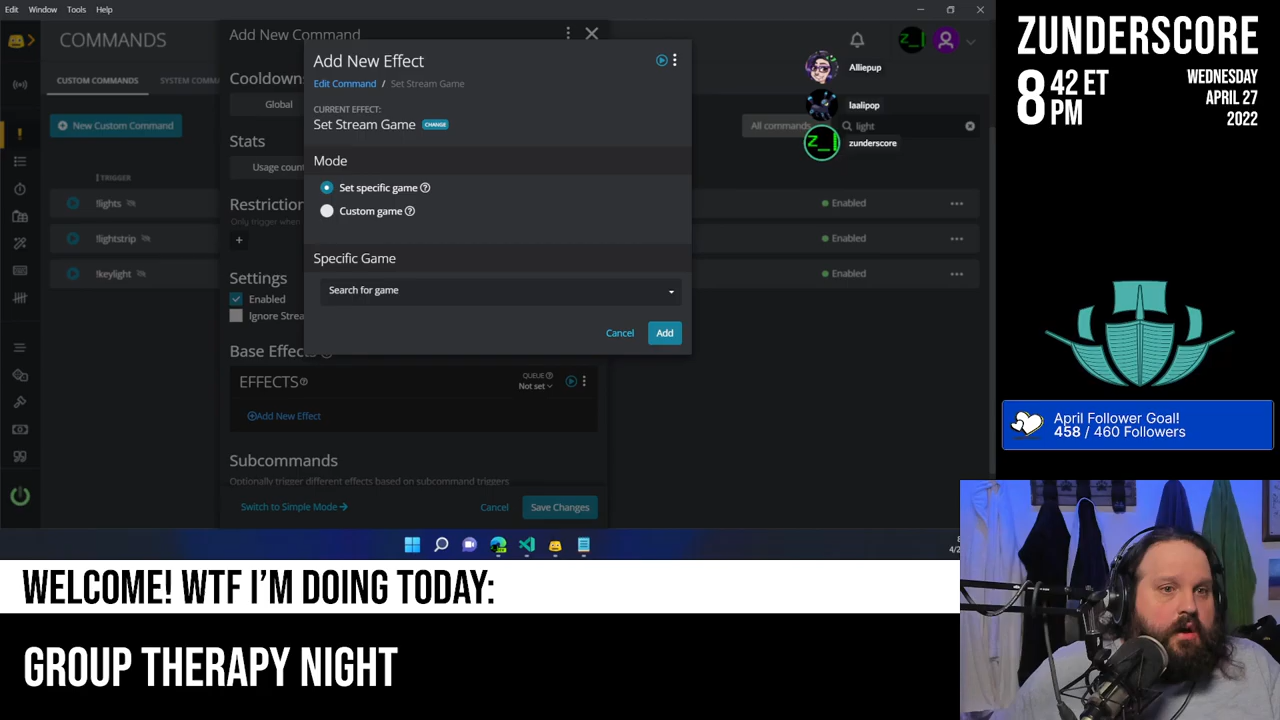 Edit Window Tools Help
COMMANDS
CUSTOM COMMANDS SYSTEM COMM
New Custom Command
All commands
light
TRIGGER
!lights
Enabled
!lightstrip
Enabled
!keylight
Enabled
Add New Command
Cooldown
Global
Stats
Usage count
Restriction
Only trigger when
Settings
Enabled
Ignore Strea
Base Effects
EFFECTS
QUEUE
Not set
Add New Effect
Subcommands
Optionally trigger different effects based on subcommand triggers
Switch to Simple Mode
Cancel
Save Changes
Add New Effect
Edit Command / Set Stream Game
CURRENT EFFECT:
Set Stream Game CHANGE
Mode
Set specific game
Custom game
Specific Game
Search for game
Cancel
Add
Alliepup
laalipop
z_|
zunderscore
ZUNDERSCORE
8 42 ET
PM
WEDNESDAY
APRIL 27
2022
April Follower Goal!
458 / 460 Followers
WELCOME! WTF I'M DOING TODAY:
GROUP THERAPY NIGHT